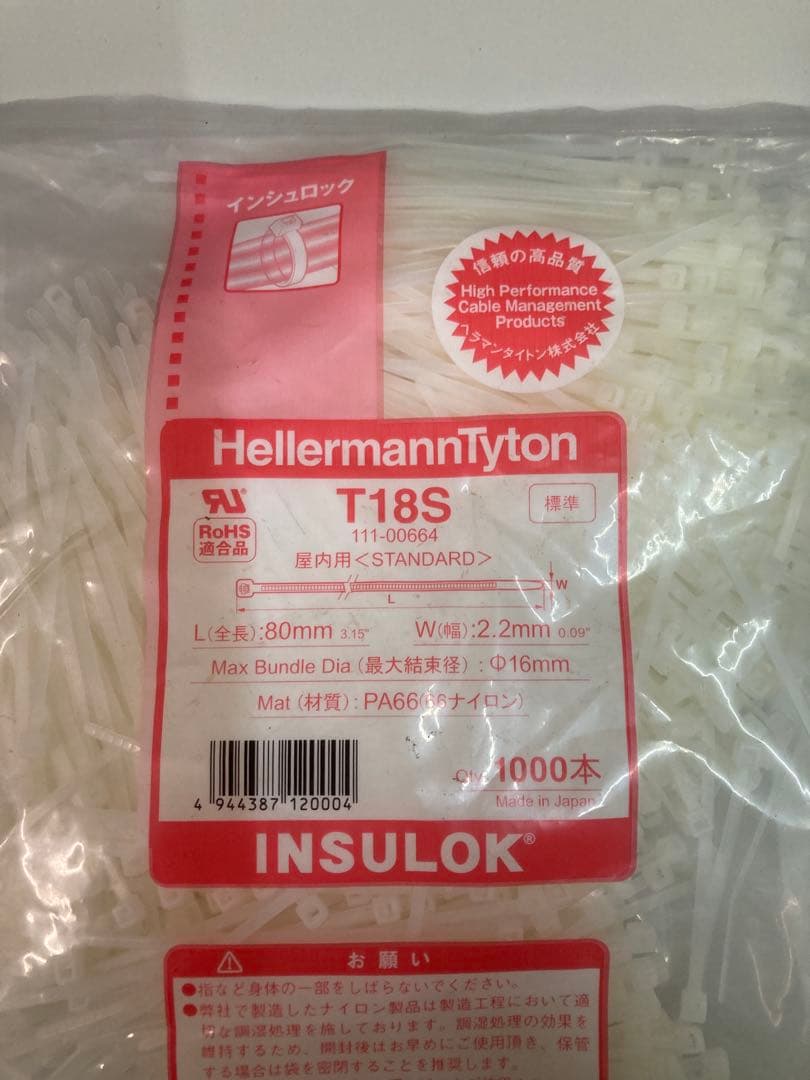 インシュロック
信頼の高品質
High Performance
Cable Management
Products
ヘラマンタイトン株式会社
HellermannTyton
T18S
標準
111-00664
RoHS
適合品
屋内用<STANDARD>
W
L
L(全長):80mm 3.15" W(幅):2.2mm 0.09"
Max Bundle Dia (最大結束径) : Φ16mm
Mat (材質) : PA66(66ナイロン)
Qty. 1000本
4 944387 120004
Made in Japan
INSULOK®
お願い
●指など身体の一部をしばらないでください。
●弊社で製造したナイロン製品は製造工程において適
切な調湿処理を施しております。調湿処理の効果を
維持するため、開封後はお早めにご使用頂き、保管
する場合は袋を密閉することを推奨します。